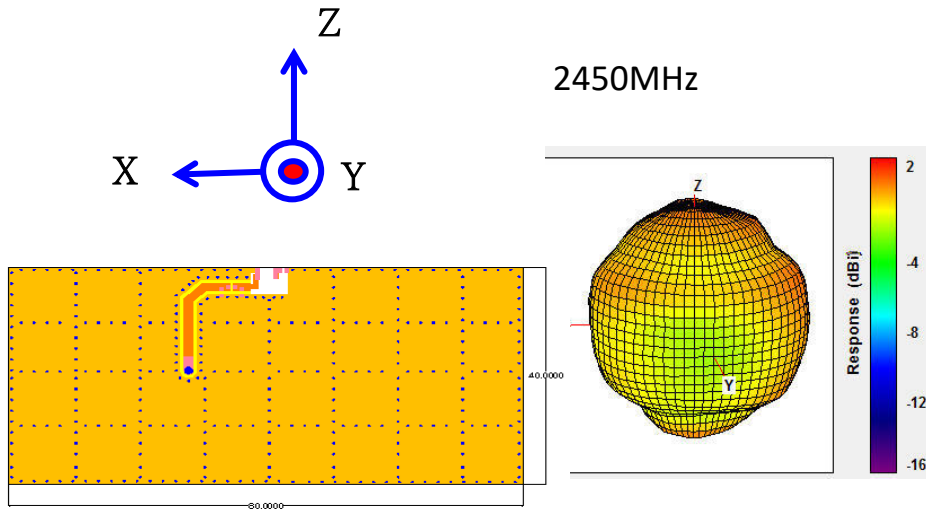 Z
2450MHz
X
Y
Z
Y
40.0000
80.0000
Response (dBi)
2
-4
-8
-12
-16